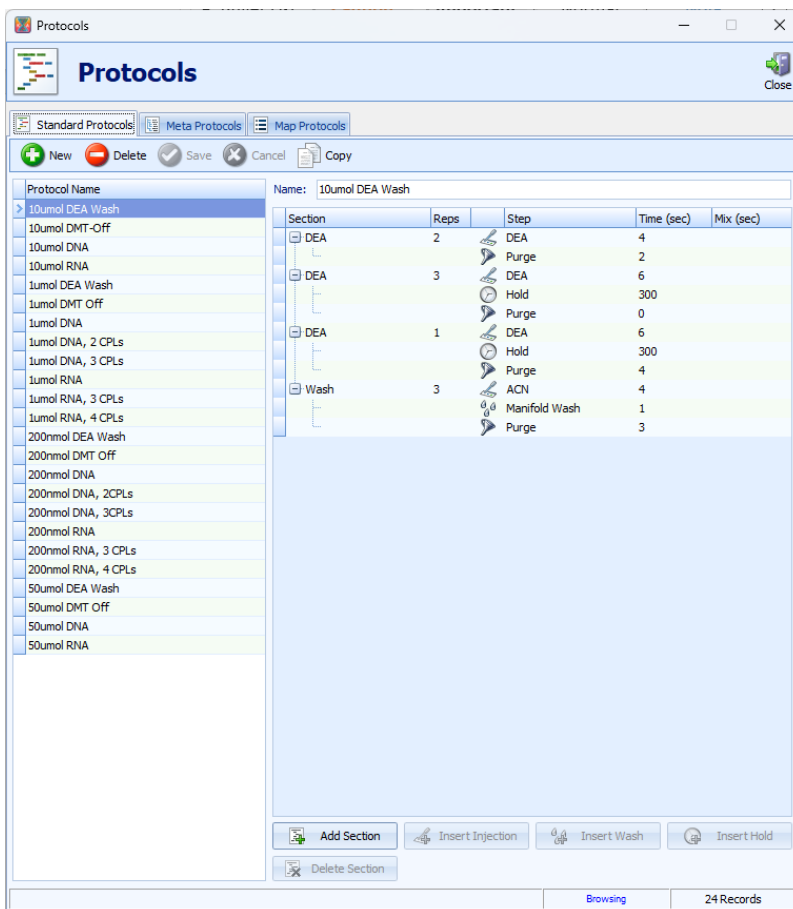 Protocols
Protocols
Close
Standard Protocols Meta Protocols Map Protocols
New Delete Save Cancel Copy
Protocol Name
10umol DEA Wash
10umol DMT-Off
10umol DNA
10umol RNA
1umol DEA Wash
1umol DMT Off
1umol DNA
1umol DNA, 2 CPLs
1umol DNA, 3 CPLs
1umol RNA
1umol RNA, 3 CPLs
1umol RNA, 4 CPLs
200nmol DEA Wash
200nmol DMT Off
200nmol DNA
200nmol DNA, 2CPLs
200nmol DNA, 3CPLs
200nmol RNA
200nmol RNA, 3 CPLs
200nmol RNA, 4 CPLs
50umol DEA Wash
50umol DMT Off
50umol DNA
50umol RNA
Name: 10umol DEA Wash
Section Reps Step Time (sec) Mix (sec)
DEA 2 DEA 4
Purge 2
DEA 3 DEA 6
Hold 300
Purge 0
DEA 1 DEA 6
Hold 300
Purge 4
Wash 3 ACN 4
Manifold Wash 1
Purge 3
Add Section Insert Injection Insert Wash Insert Hold
Delete Section
Browsing 24 Records